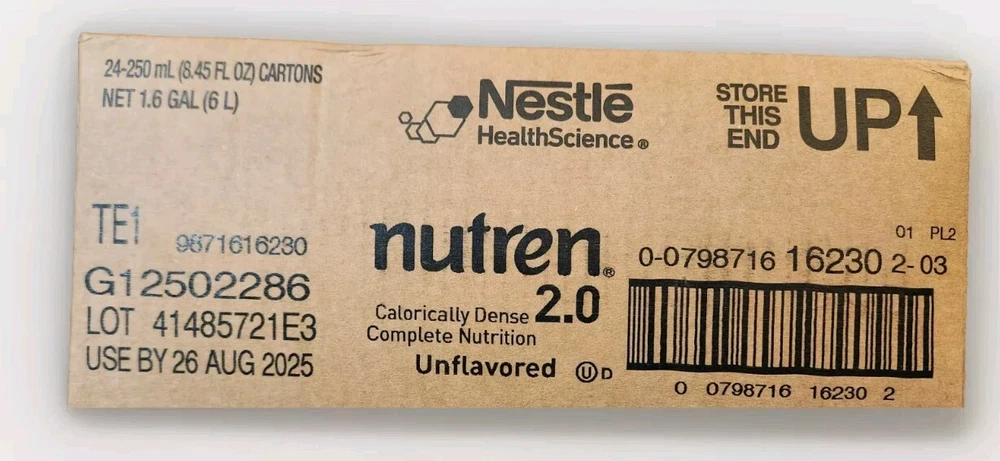 24-250 mL (8.45 FL OZ) CARTONS
NET 1.6 GAL (6 L)
Nestlē
HealthScience®
STORE
THIS
END
UP
TE1
9871616230
G12502286
LOT 41485721E3
USE BY 26 AUG 2025
nutren®
2.0
Calorically Dense
Complete Nutrition
Unflavored Ⓤ D
01 PL2
0-0798716 16230 2-03
0 0798716 16230 2